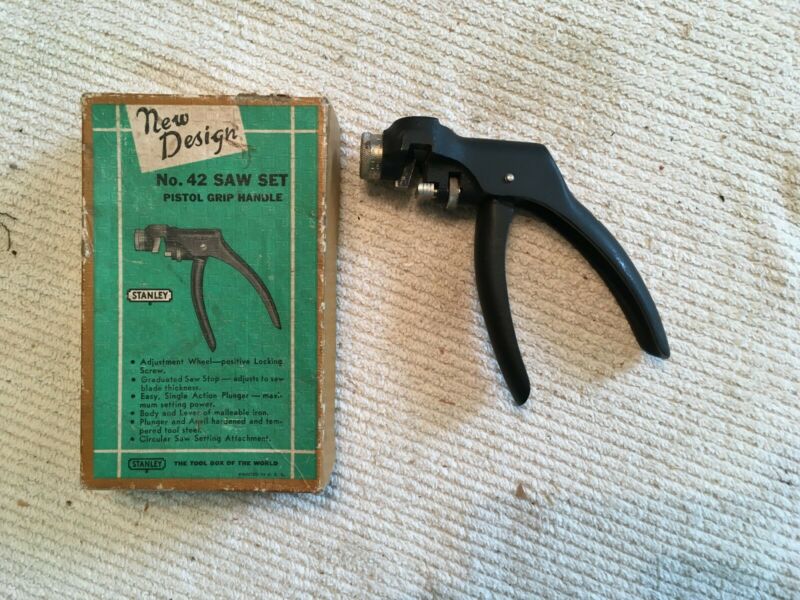 New
Design
No. 42 SAW SET
PISTOL GRIP HANDLE
STANLEY
• Adjustment Wheel—positive Locking
Screw.
• Graduated Saw Stop — adjusts to saw
blade thickness.
• Easy, Single Action Plunger — maxi-
mum setting power.
• Body and Lever of malleable iron.
• Plunger and Anvil hardened and tem-
pered tool steel.
• Circular Saw Setting Attachment.
STANLEY THE TOOL BOX OF THE WORLD
PRINTED IN U. S. A.